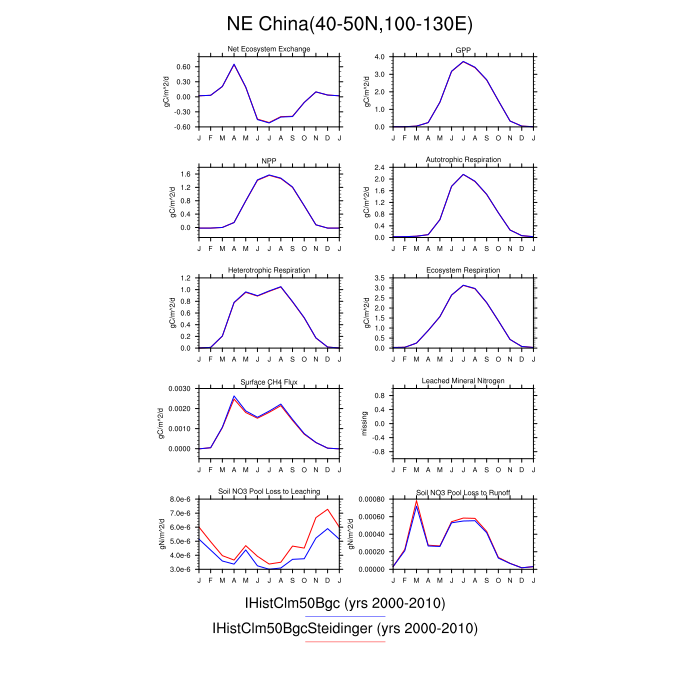 NE China(40-50N,100-130E)
Net Ecosystem Exchange
gC/m^2/d
0.60
0.30
0.00
-0.30
-0.60
J F M A M J J A S O N D J
GPP
gC/m^2/d
4.0
3.0
2.0
1.0
0.0
J F M A M J J A S O N D J
NPP
gC/m^2/d
1.6
1.2
0.8
0.4
0.0
J F M A M J J A S O N D J
Autotrophic Respiration
gC/m^2/d
2.4
2.0
1.6
1.2
0.8
0.4
0.0
J F M A M J J A S O N D J
Heterotrophic Respiration
gC/m^2/d
1.2
1.0
0.8
0.6
0.4
0.2
0.0
J F M A M J J A S O N D J
Ecosystem Respiration
gC/m^2/d
3.5
3.0
2.5
2.0
1.5
1.0
0.5
0.0
J F M A M J J A S O N D J
Surface CH4 Flux
gC/m^2/d
0.0030
0.0020
0.0010
0.0000
J F M A M J J A S O N D J
Leached Mineral Nitrogen
missing
0.8
0.4
0.0
-0.4
-0.8
J F M A M J J A S O N D J
Soil NO3 Pool Loss to Leaching
gN/m^2/d
8.0e-6
7.0e-6
6.0e-6
5.0e-6
4.0e-6
3.0e-6
J F M A M J J A S O N D J
Soil NO3 Pool Loss to Runoff
gN/m^2/d
0.00080
0.00060
0.00040
0.00020
0.00000
J F M A M J J A S O N D J
IHistClm50Bgc (yrs 2000-2010)
IHistClm50BgcSteidinger (yrs 2000-2010)